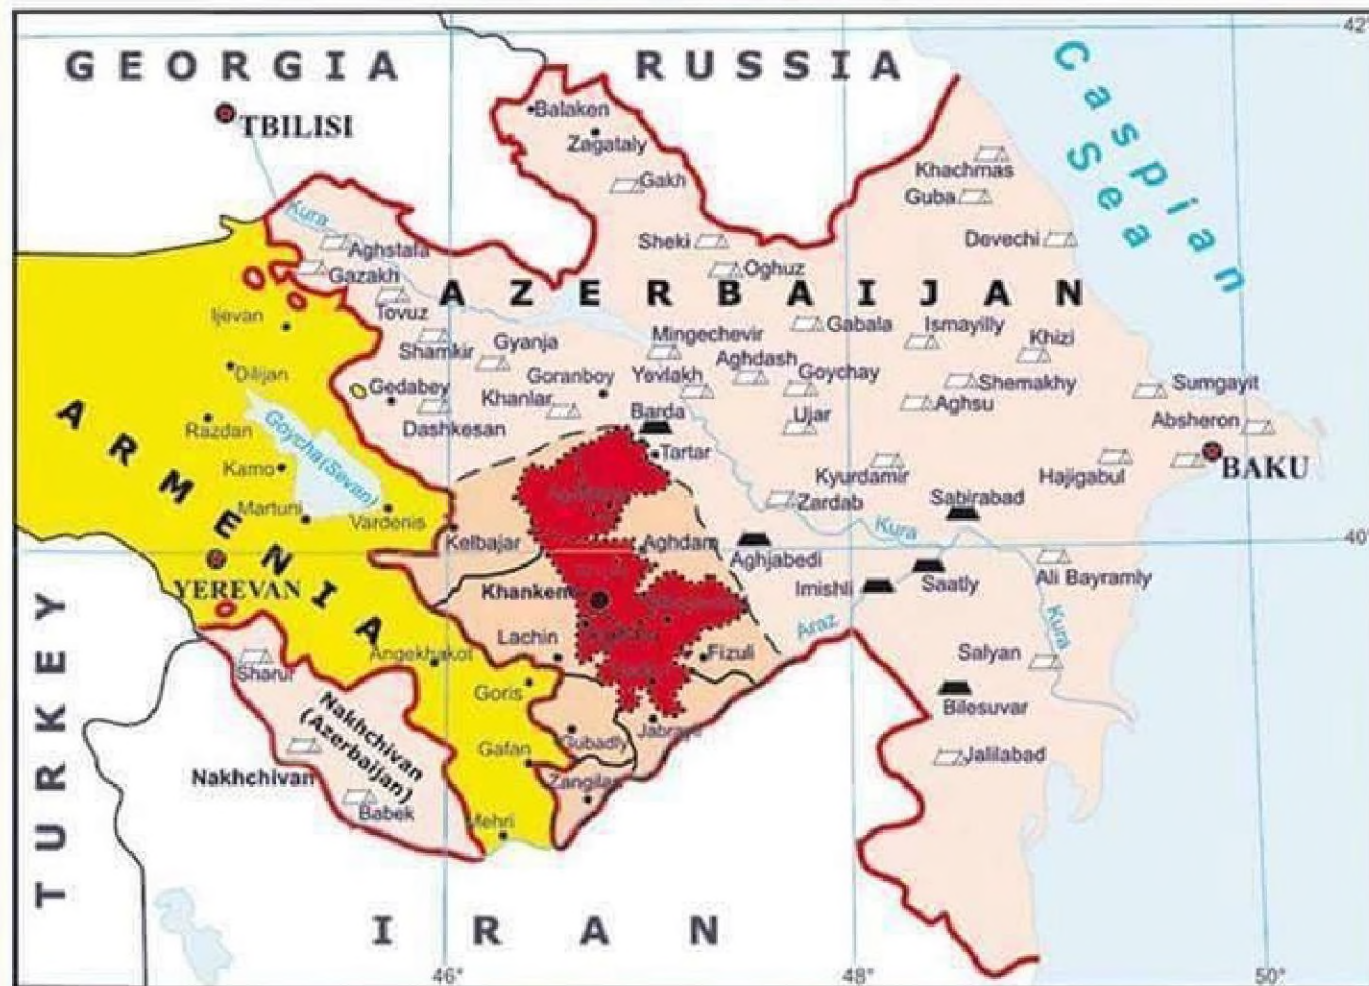 42°
GEORGIA
RUSSIA
Caspian
Sea
TBILISI
Balaken
Zagataly
Gakh
Khachmas
Guba
Kura
Aghstafa
Gazakh
Sheki
Oghuz
Devechi
AZERBAIJAN
Tovuz
Ijevan
Shamkir
Gyanja
Mingechevir
Gabala
Ismayilly
Khizi
Dilijan
Gedabey
Goranboy
Yevlakh
Aghdash
Goychay
Shemakhy
Sumgayit
Khanlar
Barda
Ujar
Aghsu
Absheron
ARMENIA
Razdan
Goycha(Sevan)
Dashkesan
Tartar
Kamo
Kyurdamir
Hajigabul
BAKU
Martuni
Vardenis
Zardab
Sabirabad
Kura
40°
Kelbajar
Aghdam
Aghjabedi
YEREVAN
Imishli
Saatly
Ali Bayramly
TURKEY
Lachin
Araz
Kura
Angekhakot
Fizuli
Salyan
Sharur
Goris
Nakhchivan
(Azerbaijan)
Bilesuvar
Gafan
Gubadly
Jalilabad
Nakhchivan
Babek
Mehri
IRAN
46°
48°
50°